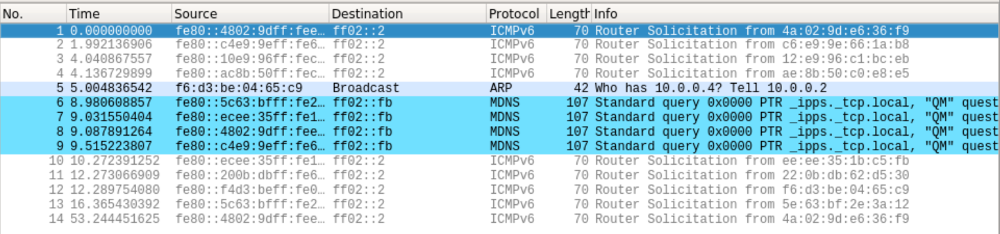 No. Time Source Destination Protocol Length Info
1 0.000000000 fe80::4802:9dff:fee… ff02::2 ICMPv6 70 Router Solicitation from 4a:02:9d:e6:36:f9
2 1.992136906 fe80::c4e9:9eff:fe6… ff02::2 ICMPv6 70 Router Solicitation from c6:e9:9e:66:1a:b8
3 4.040867557 fe80::10e9:96ff:fec… ff02::2 ICMPv6 70 Router Solicitation from 12:e9:96:c1:bc:eb
4 4.136729899 fe80::ac8b:50ff:fec… ff02::2 ICMPv6 70 Router Solicitation from ae:8b:50:c0:e8:e5
5 5.004836542 f6:d3:be:04:65:c9 Broadcast ARP 42 Who has 10.0.0.4? Tell 10.0.0.2
6 8.980608857 fe80::5c63:bfff:fe2… ff02::fb MDNS 107 Standard query 0x0000 PTR _ipps._tcp.local, "QM" quest
7 9.031550404 fe80::ecee:35ff:fe1… ff02::fb MDNS 107 Standard query 0x0000 PTR _ipps._tcp.local, "QM" quest
8 9.087891264 fe80::4802:9dff:fee… ff02::fb MDNS 107 Standard query 0x0000 PTR _ipps._tcp.local, "QM" quest
9 9.515223807 fe80::c4e9:9eff:fe6… ff02::fb MDNS 107 Standard query 0x0000 PTR _ipps._tcp.local, "QM" quest
10 10.272391252 fe80::ecee:35ff:fe1… ff02::2 ICMPv6 70 Router Solicitation from ee:ee:35:1b:c5:fb
11 12.273066909 fe80::200b:dbff:fe6… ff02::2 ICMPv6 70 Router Solicitation from 22:0b:db:62:d5:30
12 12.289754080 fe80::f4d3:beff:fe0… ff02::2 ICMPv6 70 Router Solicitation from f6:d3:be:04:65:c9
13 16.365430392 fe80::5c63:bfff:fe2… ff02::2 ICMPv6 70 Router Solicitation from 5e:63:bf:2e:3a:12
14 53.244451625 fe80::4802:9dff:fee… ff02::2 ICMPv6 70 Router Solicitation from 4a:02:9d:e6:36:f9